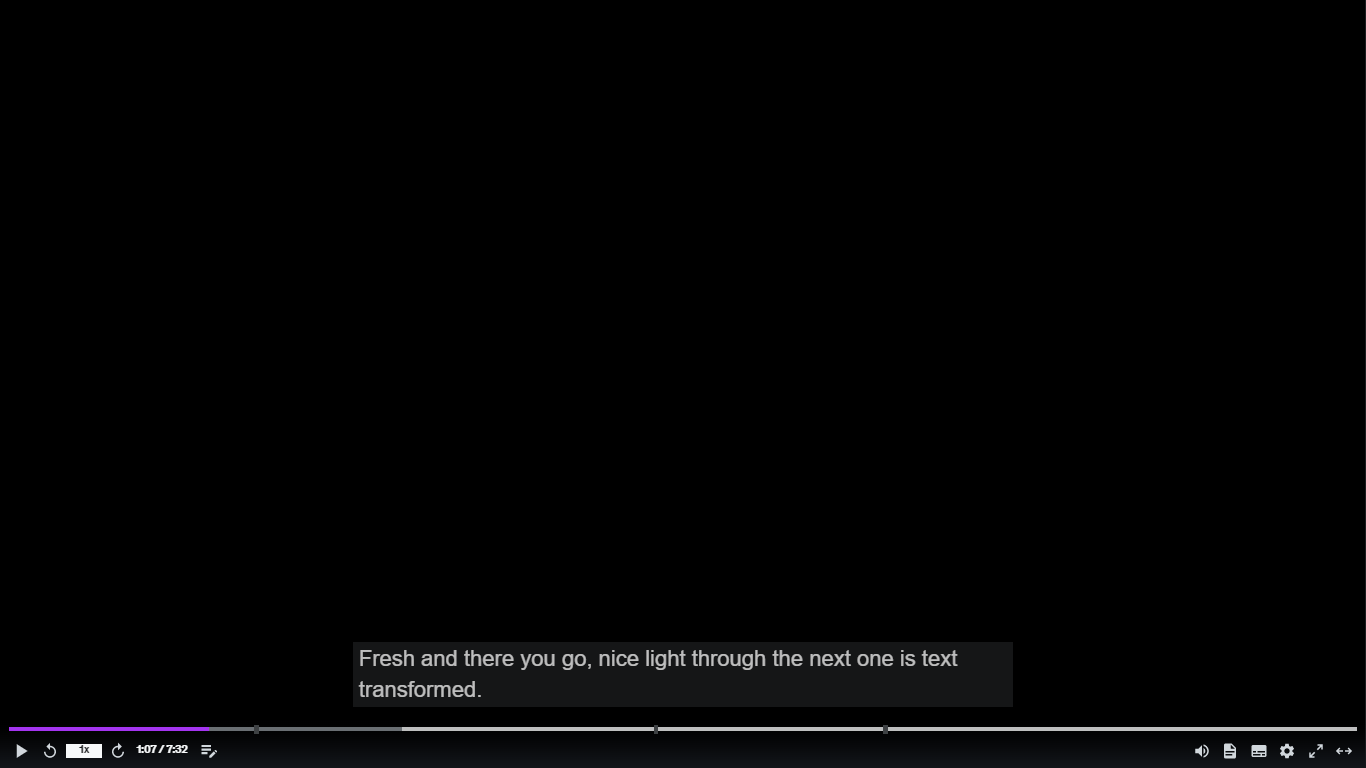 Fresh and there you go, nice light through the next one is text
transformed.
1x
1:07 / 7:32